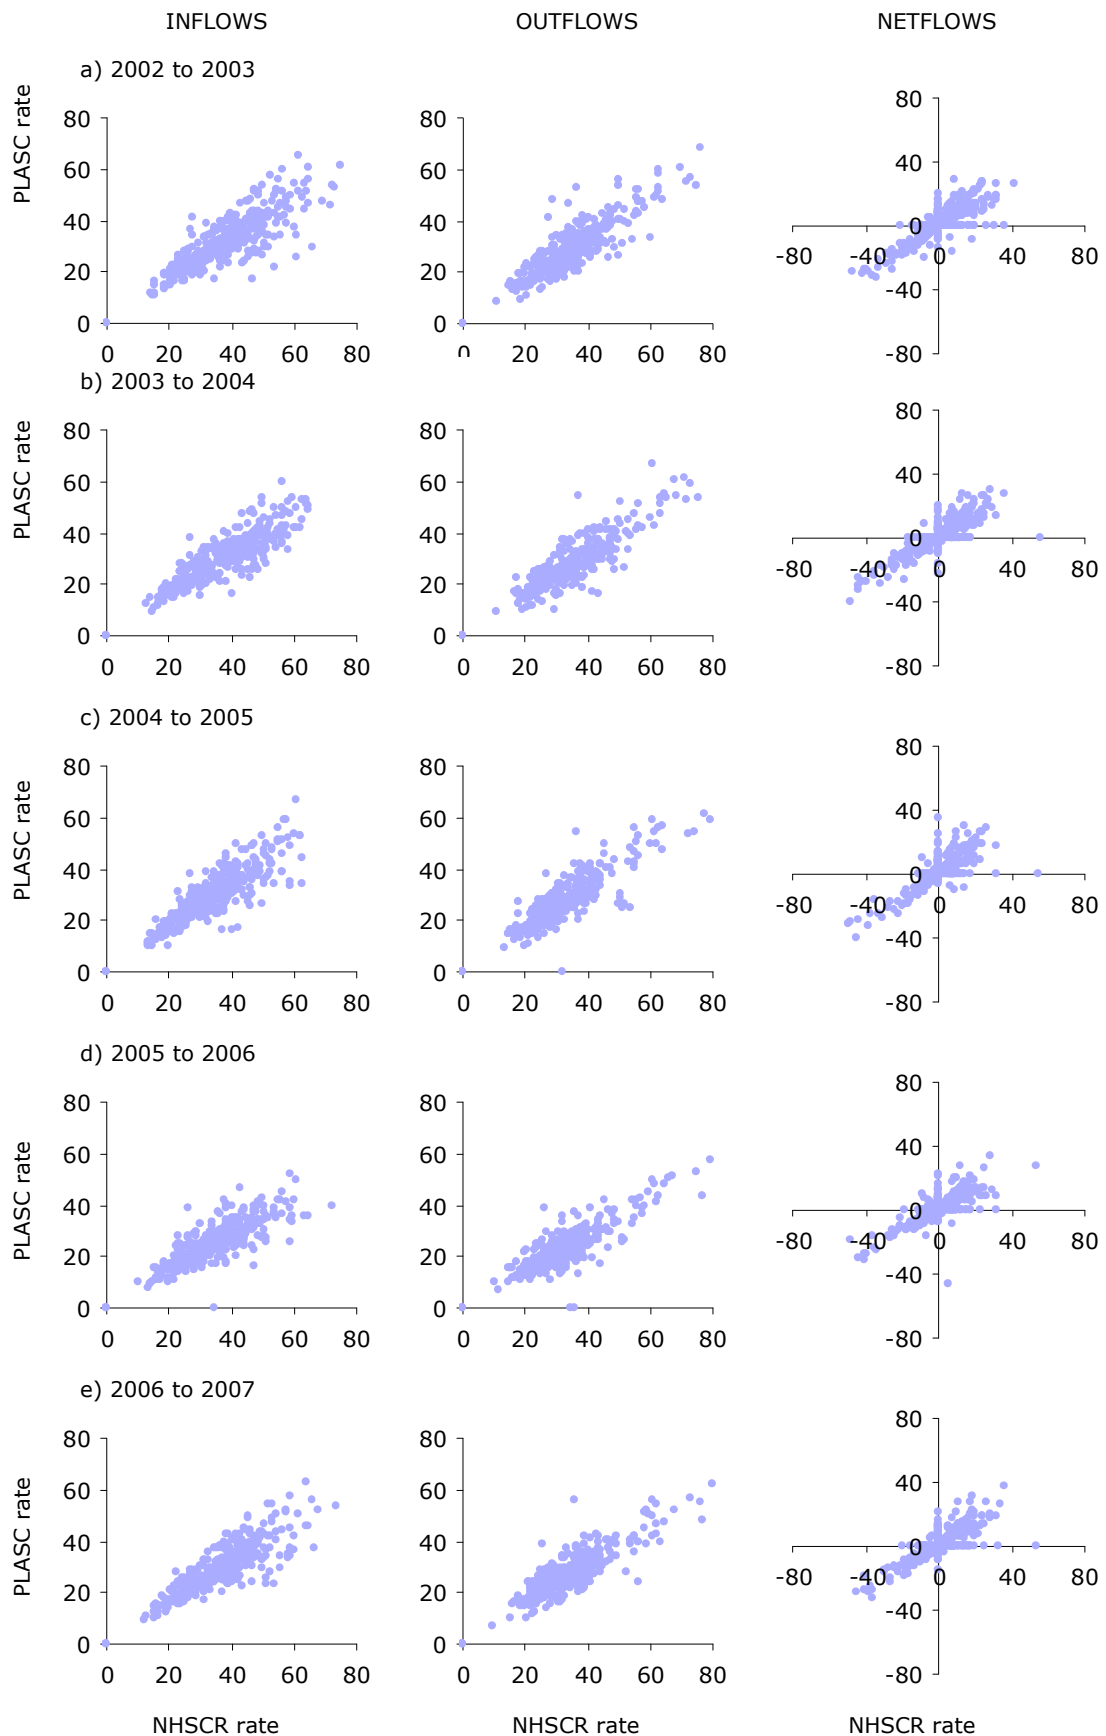 INFLOWS OUTFLOWS NETFLOWS
a) 2002 to 2003
PLASC rate
80 80 80
60 60 40
40 40 0
20 20 -80 -40 0 40 80
0 0 -40
0 20 40 60 80 0 20 40 60 80 -80
b) 2003 to 2004
PLASC rate
80 80 80
60 60 40
40 40 0
20 20 -80 -40 0 40 80
0 0 -40
0 20 40 60 80 0 20 40 60 80 -80
c) 2004 to 2005
PLASC rate
80 80 80
60 60 40
40 40 0
20 20 -80 -40 0 40 80
0 0 -40
0 20 40 60 80 0 20 40 60 80 -80
d) 2005 to 2006
PLASC rate
80 80 80
60 60 40
40 40 0
20 20 -80 -40 0 40 80
0 0 -40
0 20 40 60 80 0 20 40 60 80 -80
e) 2006 to 2007
PLASC rate
80 80 80
60 60 40
40 40 0
20 20 -80 -40 0 40 80
0 0 -40
0 20 40 60 80 0 20 40 60 80 -80
NHSCR rate NHSCR rate NHSCR rate